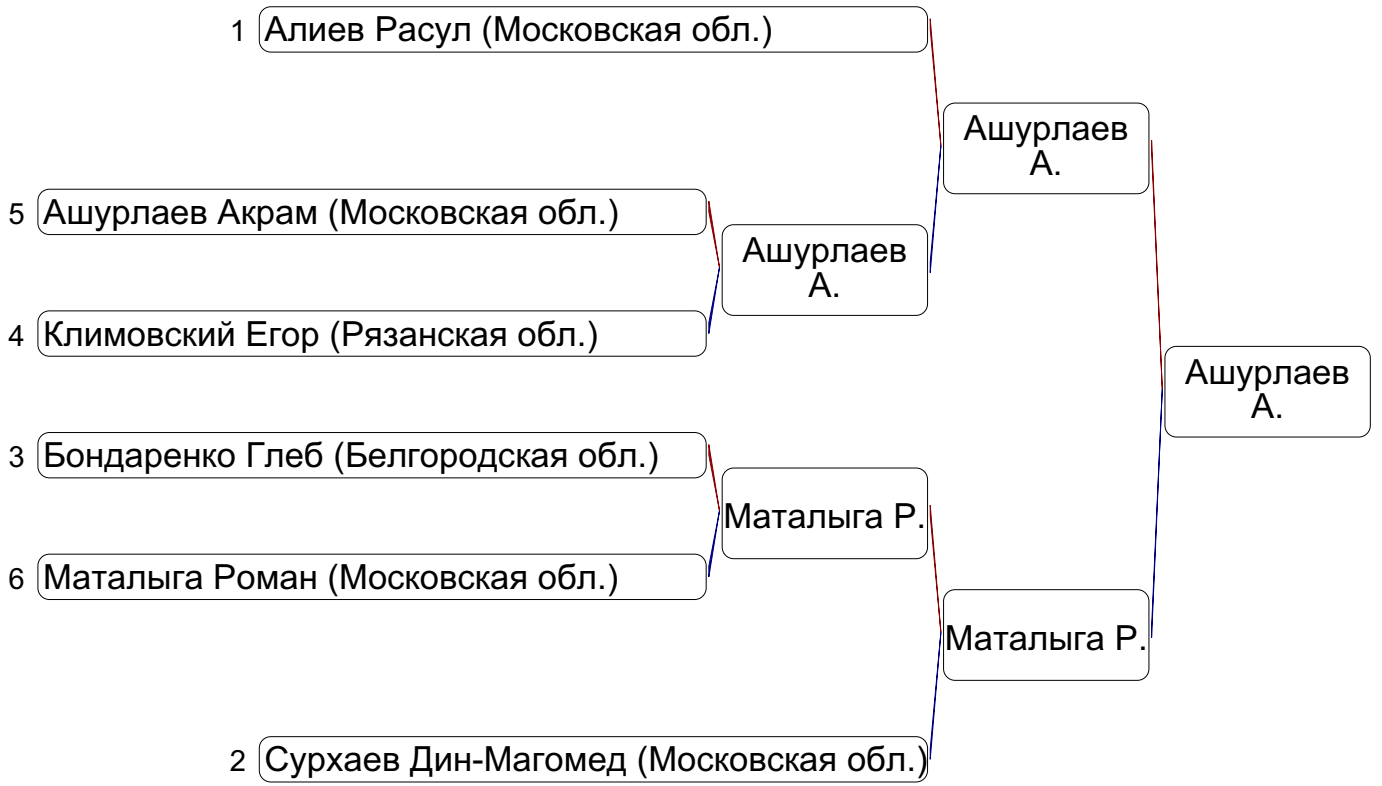 1 Алиев Расул (Московская обл.)
Ашурлаев
А.
5 Ашурлаев Акрам (Московская обл.)
Ашурлаев
А.
4 Климовский Егор (Рязанская обл.)
Ашурлаев
А.
3 Бондаренко Глеб (Белгородская обл.)
Маталыга Р.
6 Маталыга Роман (Московская обл.)
Маталыга Р.
2 Сурхаев Дин-Магомед (Московская обл.)